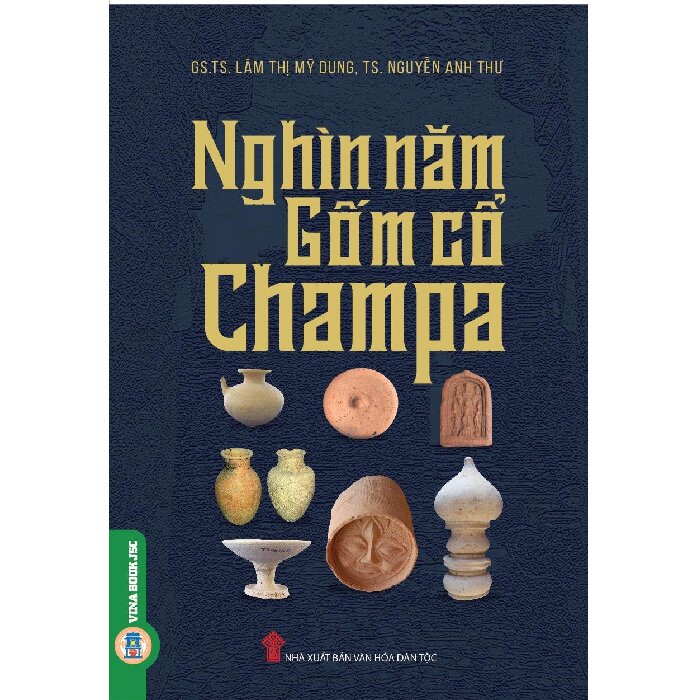 GS.TS. LÂM THỊ MỸ DUNG, TS. NGUYỄN ANH THƯ
Nghìn năm
Gốm cổ
Champa
VINA BOOK.JSC
NHÀ XUẤT BẢN VĂN HÓA DÂN TỘC